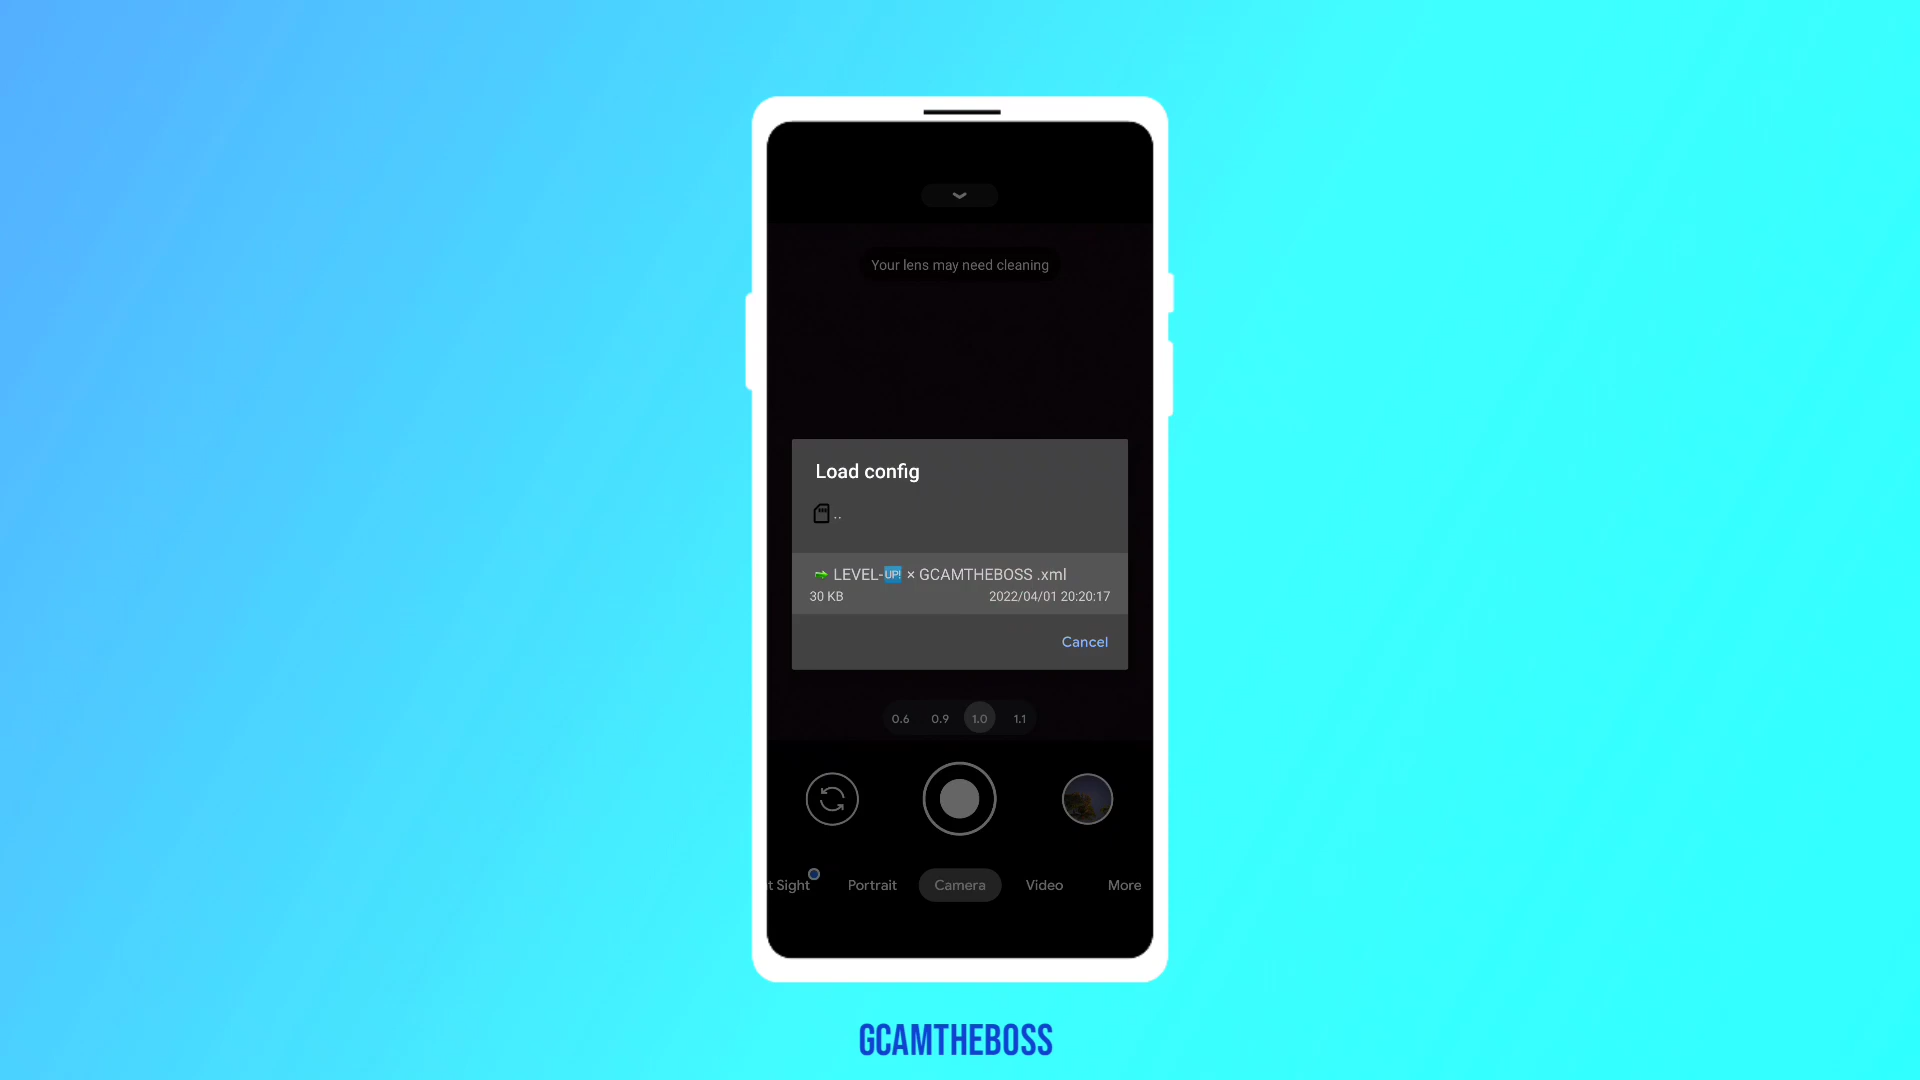 Your lens may need cleaning
Load config
..
➡ LEVEL-🆙 × GCAMTHEBOSS .xml
30 KB 2022/04/01 20:20:17
Cancel
0.6 0.9 1.0 1.1
t Sight Portrait Camera Video More
GCAMTHEBOSS